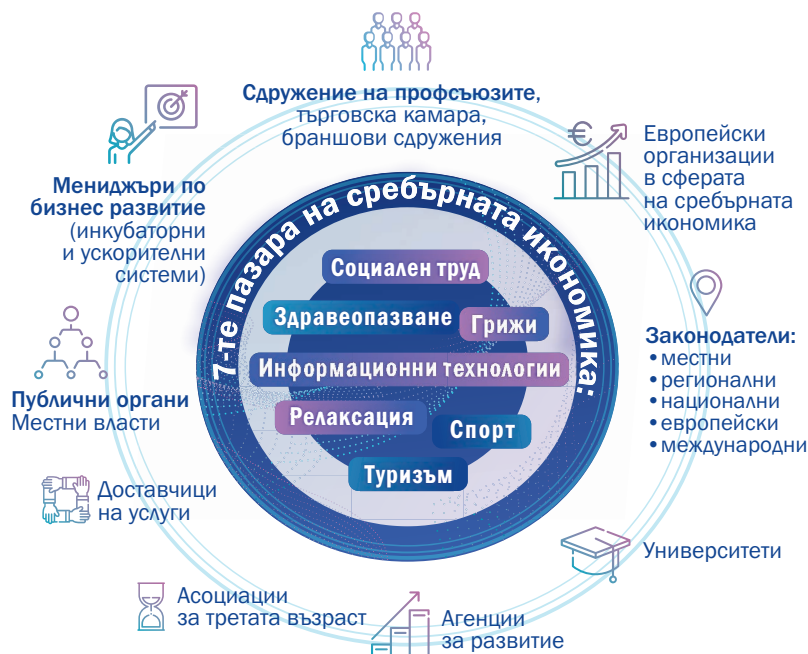 Сдружение на профсъюзите,
търговска камара,
браншови сдружения
Мениджъри по
бизнес развитие
(инкубаторни
и ускорителни
системи)
€
Европейски
организации
в сферата
на сребърната
икономика
7-те пазара на сребърната икономика:
Социален труд
Здравеопазване
Грижи
Информационни технологии
Релаксация
Спорт
Туризъм
Законодатели:
• местни
• регионални
• национални
• европейски
• международни
Публични органи
Местни власти
Доставчици
на услуги
Университети
Асоциации
за третата възраст
Агенции
за развитие